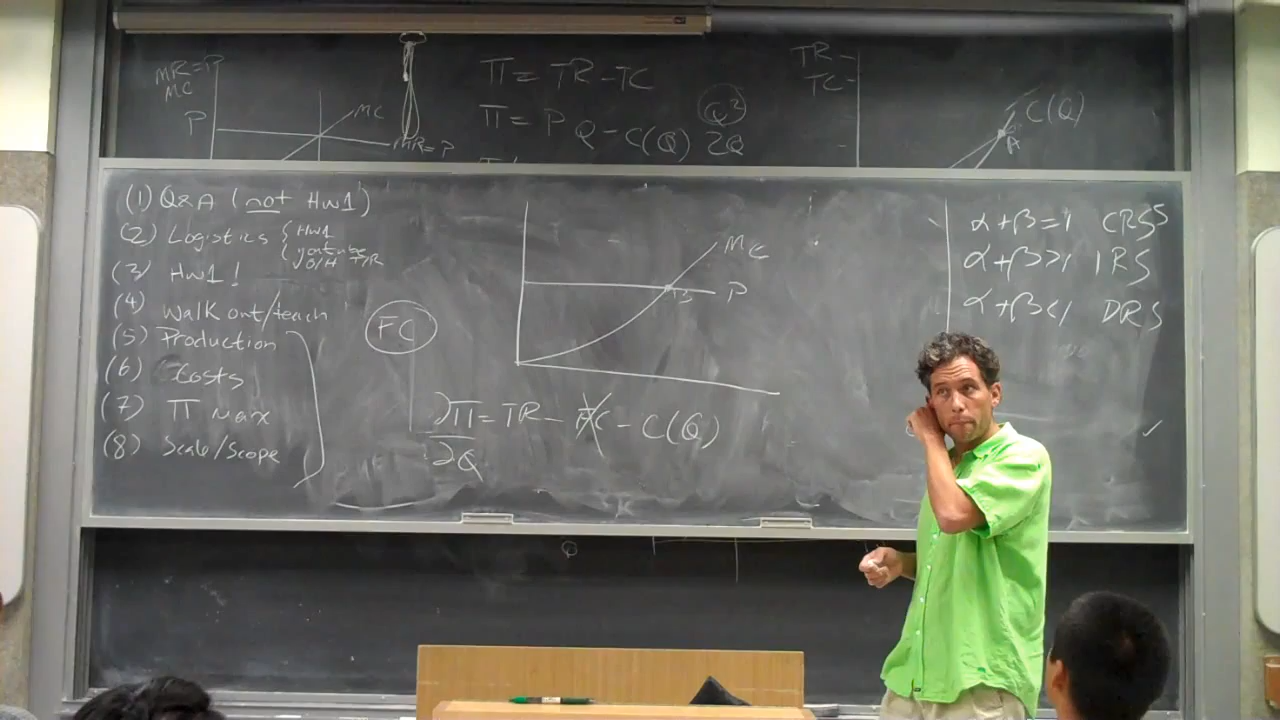 MR=P
MC
P
MC
MR=P
π = TR - TC
π = P Q - C(Q)
Q²
2Q
TR
TC
C(Q)
A
(1) Q&A (not HW1)
(2) Logistics { HW1
youtube
O/H T/R
(3) HW1!
(4) Walk out/teach
(5) Production
(6) Costs
(7) π max
(8) Scale/Scope
FC
MC
P
∂π = TR - FC - C(Q)
∂Q
α+β=1 CRS
α+β>1 IRS
α+β<1 DRS
Q